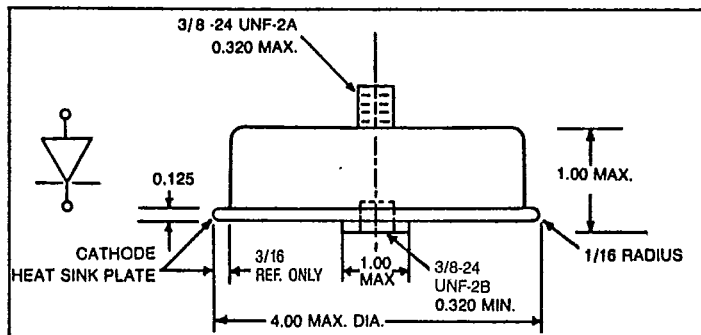 3/8 -24 UNF-2A
0.320 MAX.
0.125
1.00 MAX.
CATHODE
HEAT SINK PLATE
3/16
REF. ONLY
1.00
MAX
3/8-24
UNF-2B
0.320 MIN.
1/16 RADIUS
4.00 MAX. DIA.